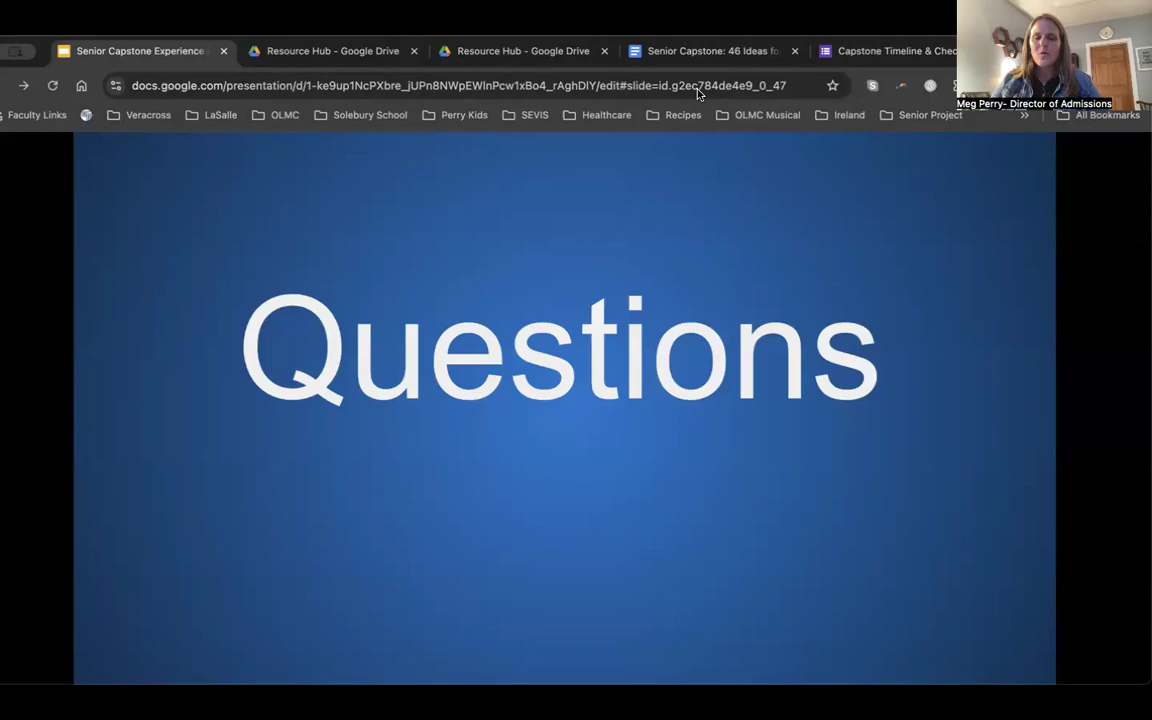 Senior Capstone Experience
Resource Hub - Google Drive
Resource Hub - Google Drive
Senior Capstone: 46 Ideas fo
Capstone Timeline & Chec
docs.google.com/presentation/d/1-ke9up1NcPXbre_jUPn8NWpEWInPcw1xBo4_rAghDIY/edit#slide=id.g2ec784de4e9_0_47
Meg Perry- Director of Admissions
Faculty Links
Veracross
LaSalle
OLMC
Solebury School
Perry Kids
SEVIS
Healthcare
Recipes
OLMC Musical
Ireland
Senior Project
All Bookmarks
Questions